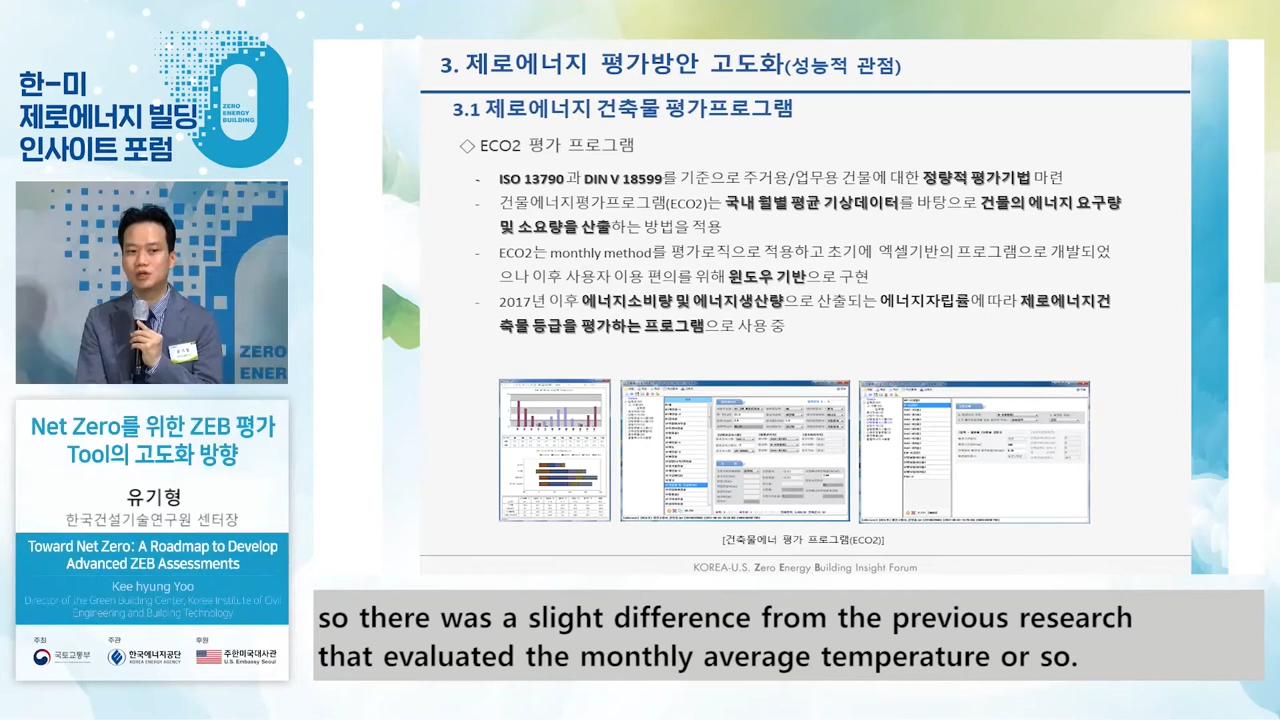 한-미
제로에너지 빌딩
인사이트 포럼
ZERO
ENERGY
BUILDING
ZERO
ENER
Net Zero를 위한 ZEB 평가
Tool의 고도화 방향
유기형
한국건설기술연구원 센터장
Toward Net Zero: A Roadmap to Develop
Advanced ZEB Assessments
Kee hyung Yoo
Director of the Green Building Center, Korea Institute of Civil
Engineering and Building Technology
주최
주관
후원
국토교통부
한국에너지공단
KOREA ENERGY AGENCY
주한미국대사관
U.S. Embassy Seoul
3. 제로에너지 평가방안 고도화(성능적 관점)
3.1 제로에너지 건축물 평가프로그램
◇ ECO2 평가 프로그램
- ISO 13790과 DIN V 18599를 기준으로 주거용/업무용 건물에 대한 정량적 평가기법 마련
- 건물에너지평가프로그램(ECO2)는 국내 월별 평균 기상데이터를 바탕으로 건물의 에너지 요구량
및 소요량을 산출하는 방법을 적용
- ECO2는 monthly method를 평가로직으로 적용하고 초기에 엑셀기반의 프로그램으로 개발되었
으나 이후 사용자 이용 편의를 위해 윈도우 기반으로 구현
- 2017년 이후 에너지소비량 및 에너지생산량으로 산출되는 에너지자립률에 따라 제로에너지건
축물 등급을 평가하는 프로그램으로 사용 중
[건축물에너 평가 프로그램(ECO2)]
KOREA-U.S. Zero Energy Building Insight Forum
so there was a slight difference from the previous research
that evaluated the monthly average temperature or so.